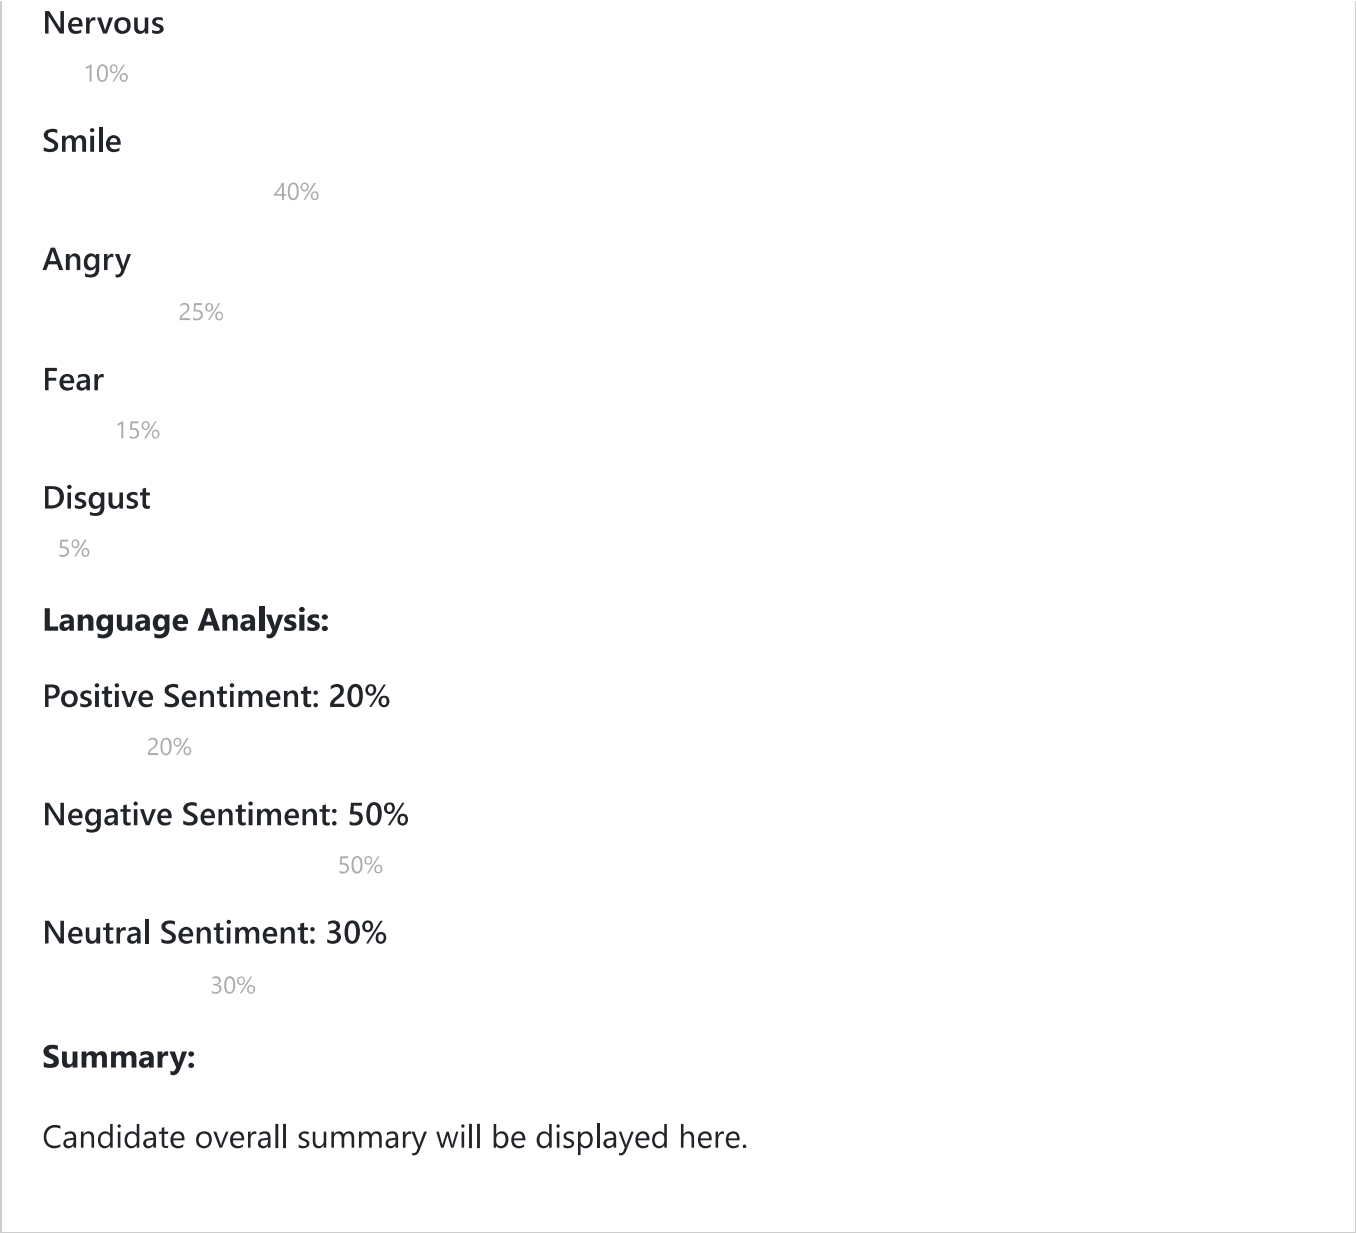 Nervous
10%
Smile
40%
Angry
25%
Fear
15%
Disgust
5%
Language Analysis:
Positive Sentiment: 20%
20%
Negative Sentiment: 50%
50%
Neutral Sentiment: 30%
30%
Summary:
Candidate overall summary will be displayed here.